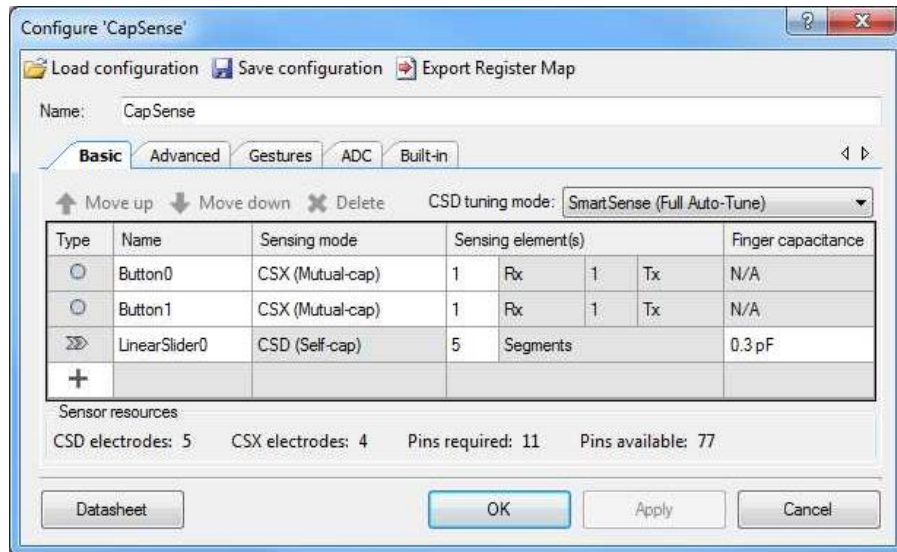 Configure 'CapSense'
Load configuration Save configuration Export Register Map
Name: CapSense
Basic Advanced Gestures ADC Built-in
Move up Move down Delete CSD tuning mode: SmartSense (Full Auto-Tune)
Type Name Sensing mode Sensing element(s) Finger capacitance
Button0 CSX (Mutual-cap) 1 Rx 1 Tx N/A
Button1 CSX (Mutual-cap) 1 Rx 1 Tx N/A
LinearSlider0 CSD (Self-cap) 5 Segments 0.3 pF
Sensor resources
CSD electrodes: 5 CSX electrodes: 4 Pins required: 11 Pins available: 77
Datasheet OK Apply Cancel